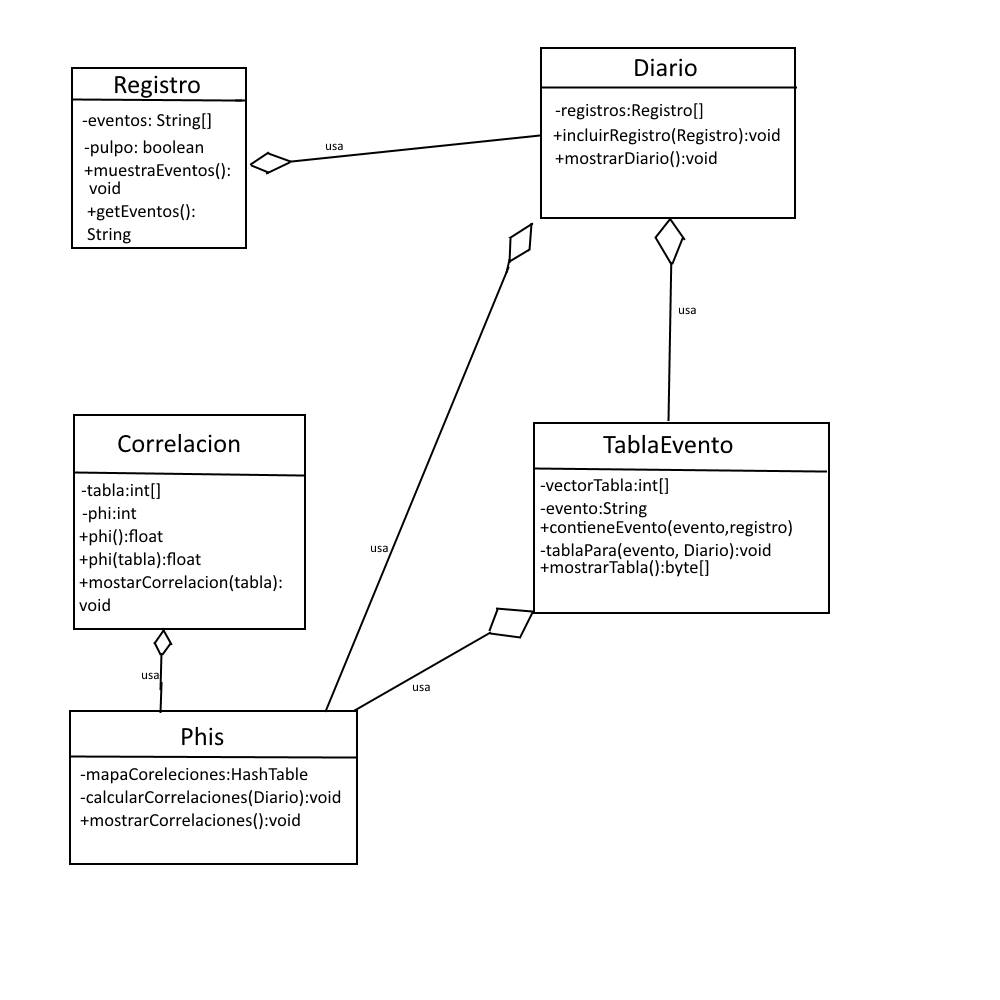 Registro
-eventos: String[]
-pulpo: boolean
+muestraEventos():
void
+getEventos():
String
usa
Diario
-registros:Registro[]
+incluirRegistro(Registro):void
+mostrarDiario():void
usa
Correlacion
-tabla:int[]
-phi:int
+phi():float
+phi(tabla):float
+mostarCorrelacion(tabla):
void
usa
TablaEvento
-vectorTabla:int[]
-evento:String
+contieneEvento(evento,registro)
-tablaPara(evento, Diario):void
+mostrarTabla():byte[]
usa
usa
Phis
-mapaCoreleciones:HashTable
-calcularCorrelaciones(Diario):void
+mostrarCorrelaciones():void